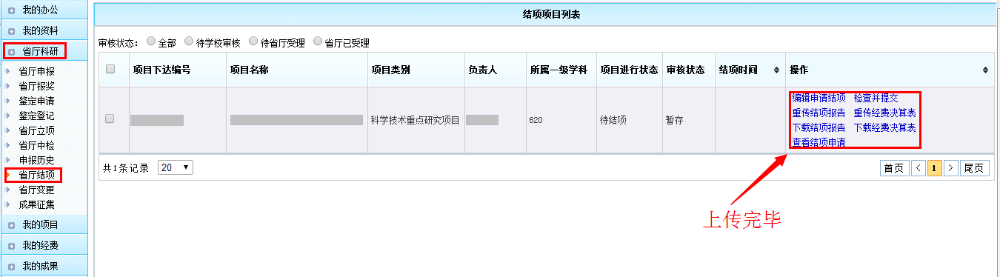 我的办公
我的资料
省厅科研
省厅申报
省厅报奖
鉴定申请
鉴定登记
省厅立项
省厅中检
申报历史
省厅结项
省厅变更
成果征集
我的项目
我的经费
我的成果
结项项目列表
审核状态: 全部 待学校审核 待省厅受理 省厅已受理
项目下达编号 项目名称 项目类别 负责人 所属一级学科 项目进行状态 审核状态 结项时间 操作
科学技术重点研究项目 620 待结项 暂存
编辑申请结项 检查并提交
重传结项报告 重传经费决算表
下载结项报告 下载经费决算表
查看结项申请
共1条记录 20 首页 < 1 > 尾页
上传完毕